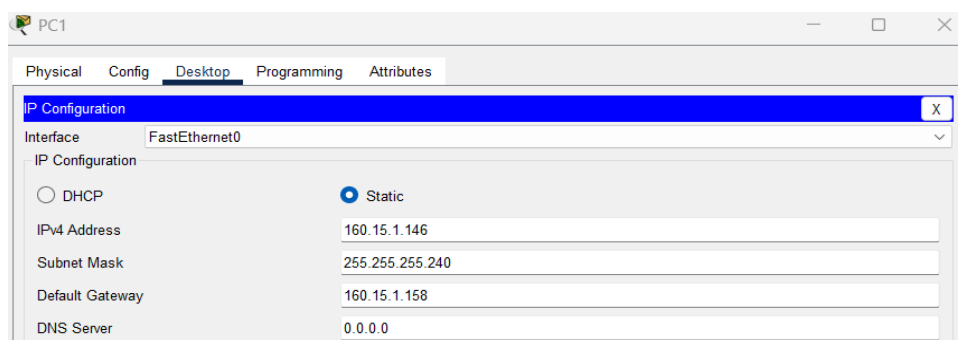 PC1
Physical Config Desktop Programming Attributes
IP Configuration X
Interface FastEthernet0
IP Configuration
DHCP Static
IPv4 Address 160.15.1.146
Subnet Mask 255.255.255.240
Default Gateway 160.15.1.158
DNS Server 0.0.0.0